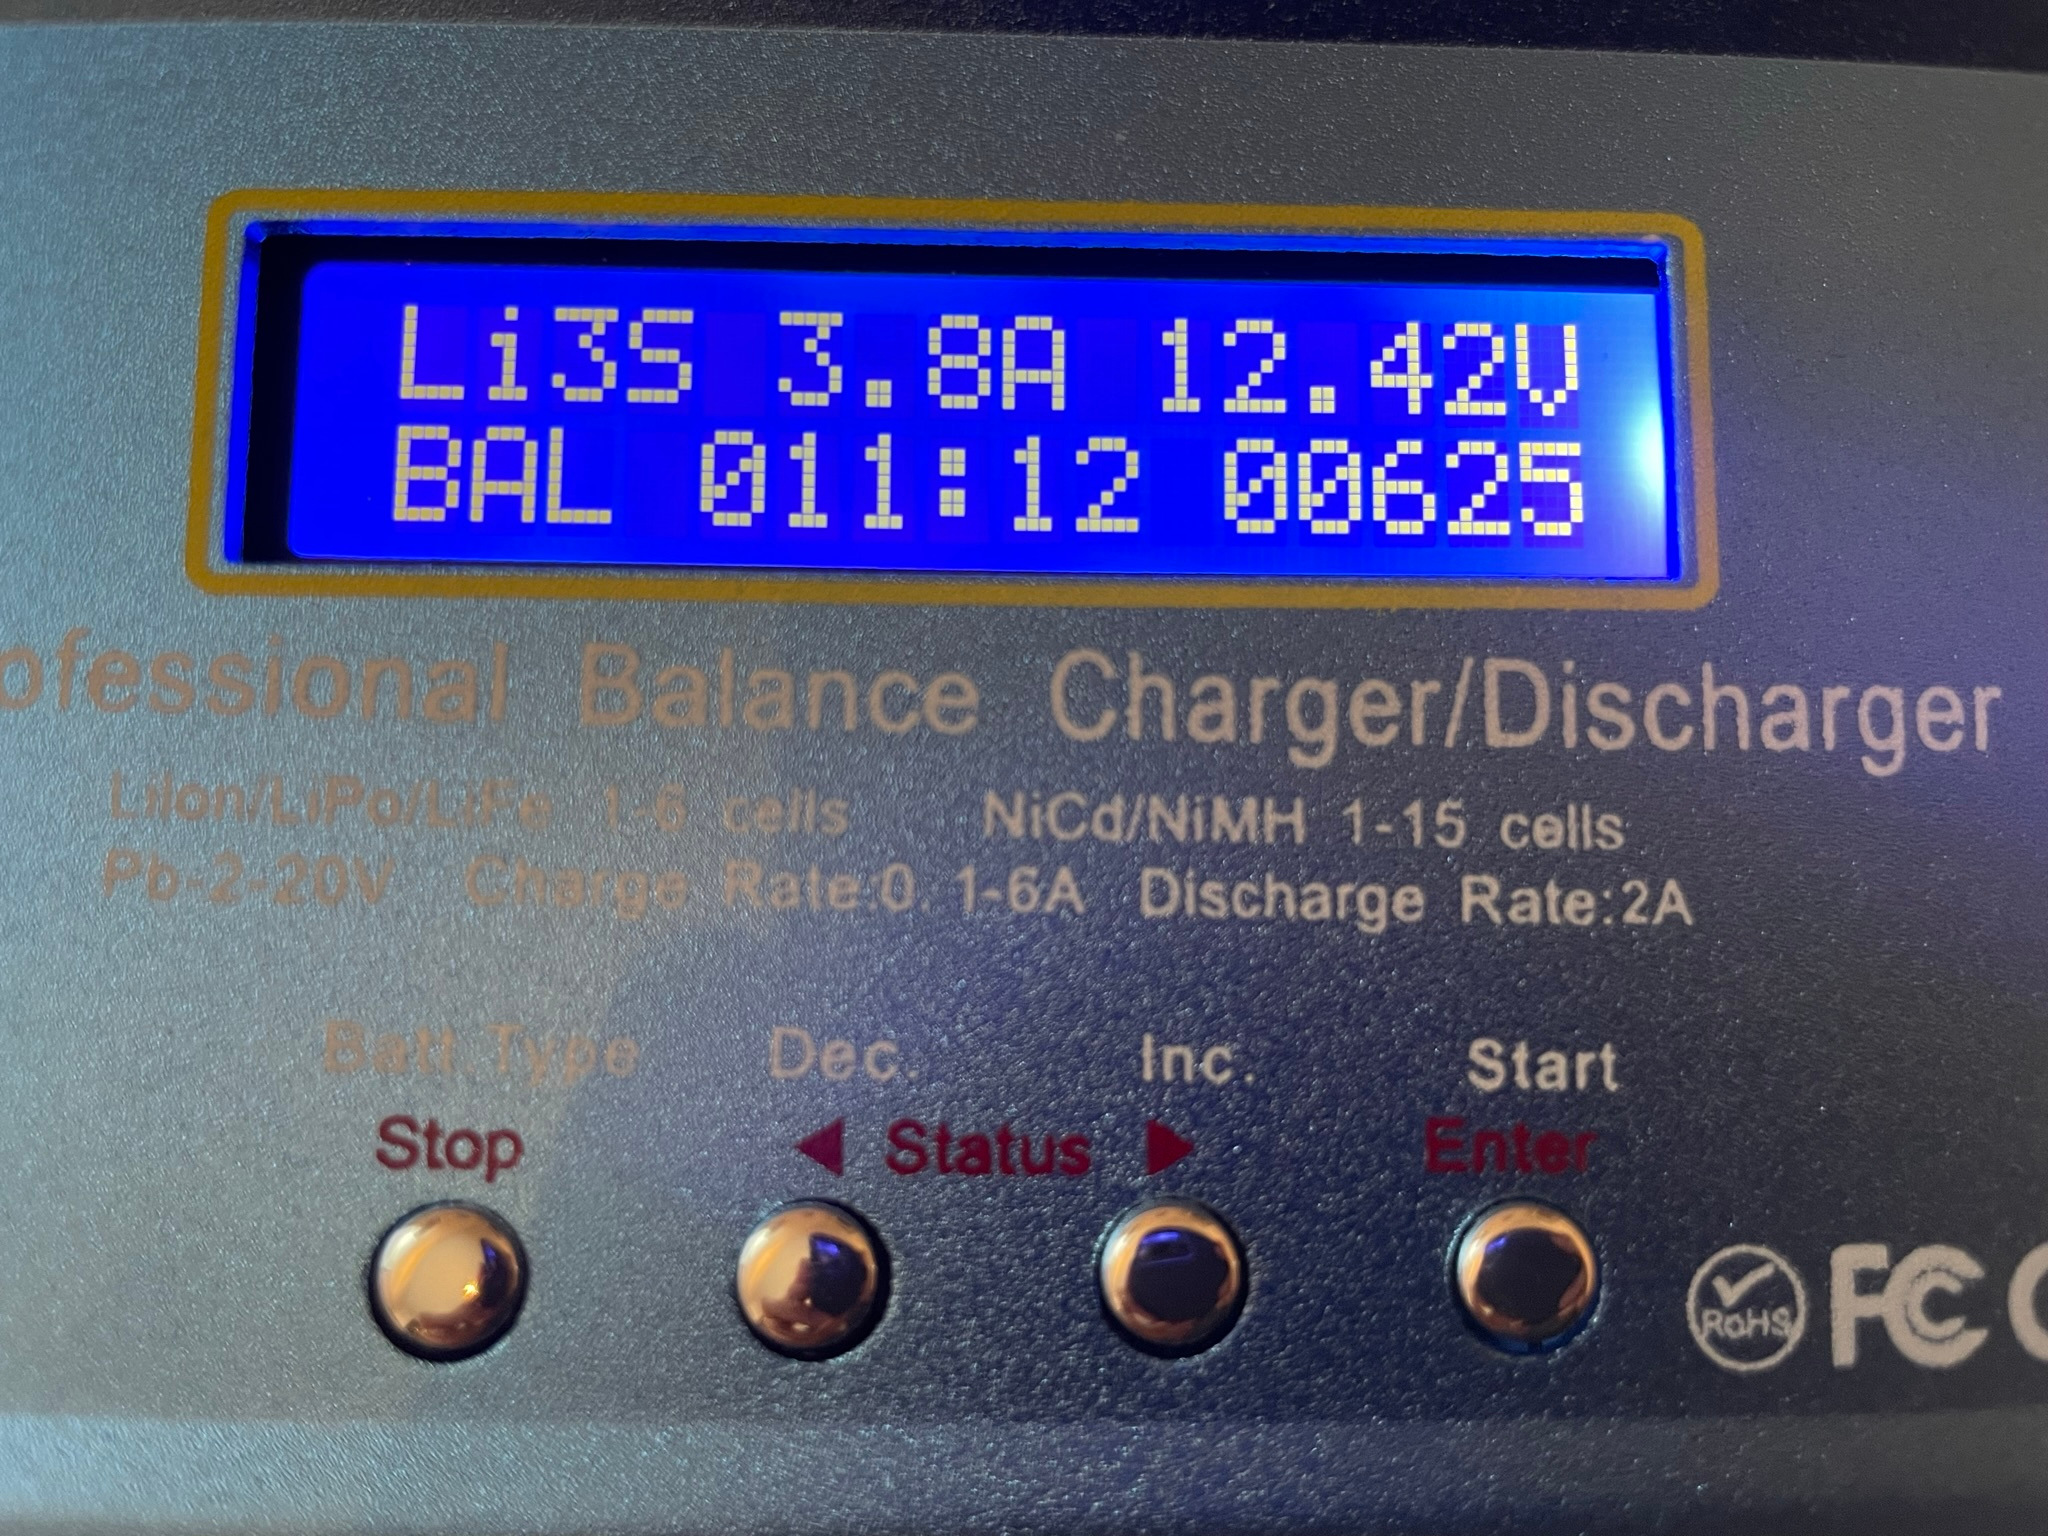 Li3S 3.8A 12.42V
BAL 011:12 00625
ofessional Balance Charger/Discharger
LiIon/LiPo/LiFe 1-6 cells NiCd/NiMH 1-15 cells
Pb-2-20V Charge Rate:0.1-6A Discharge Rate:2A
Batt.Type Dec. Inc. Start
Stop ◀ Status ▶ Enter
RoHS FC